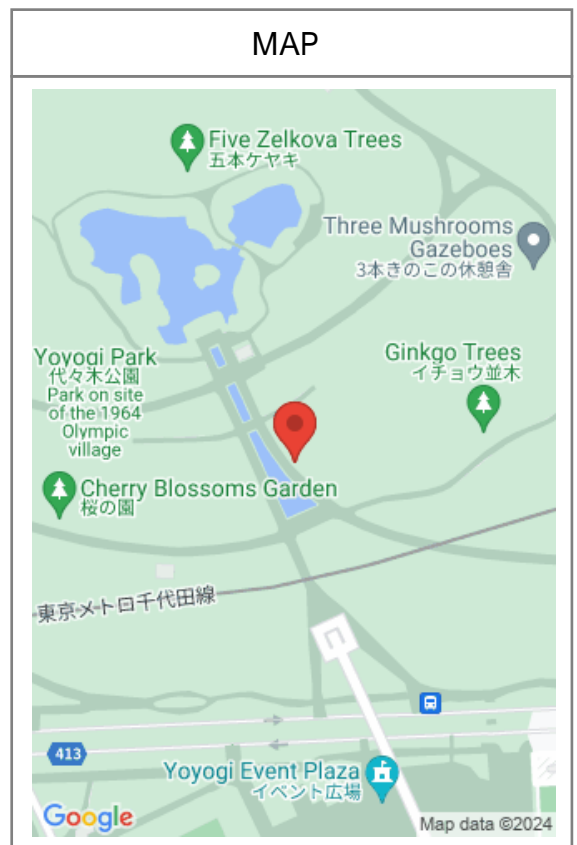 MAP
Five Zelkova Trees
五本ケヤキ
Three Mushrooms
Gazeboes
3本きのこの休憩舎
Yoyogi Park
代々木公園
Park on site
of the 1964
Olympic
village
Ginkgo Trees
イチョウ並木
Cherry Blossoms Garden
桜の園
東京メトロ千代田線
413
Yoyogi Event Plaza
イベント広場
Google
Map data ©2024